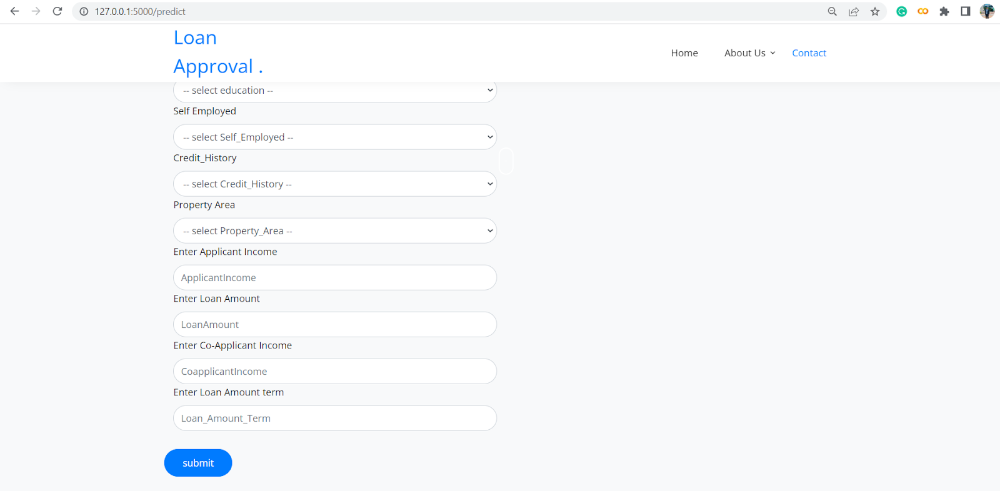 127.0.0.1:5000/predict
Loan
Approval .
Home
About Us
Contact
-- select education --
Self Employed
-- select Self_Employed --
Credit_History
-- select Credit_History --
Property Area
-- select Property_Area --
Enter Applicant Income
ApplicantIncome
Enter Loan Amount
LoanAmount
Enter Co-Applicant Income
CoapplicantIncome
Enter Loan Amount term
Loan_Amount_Term
submit